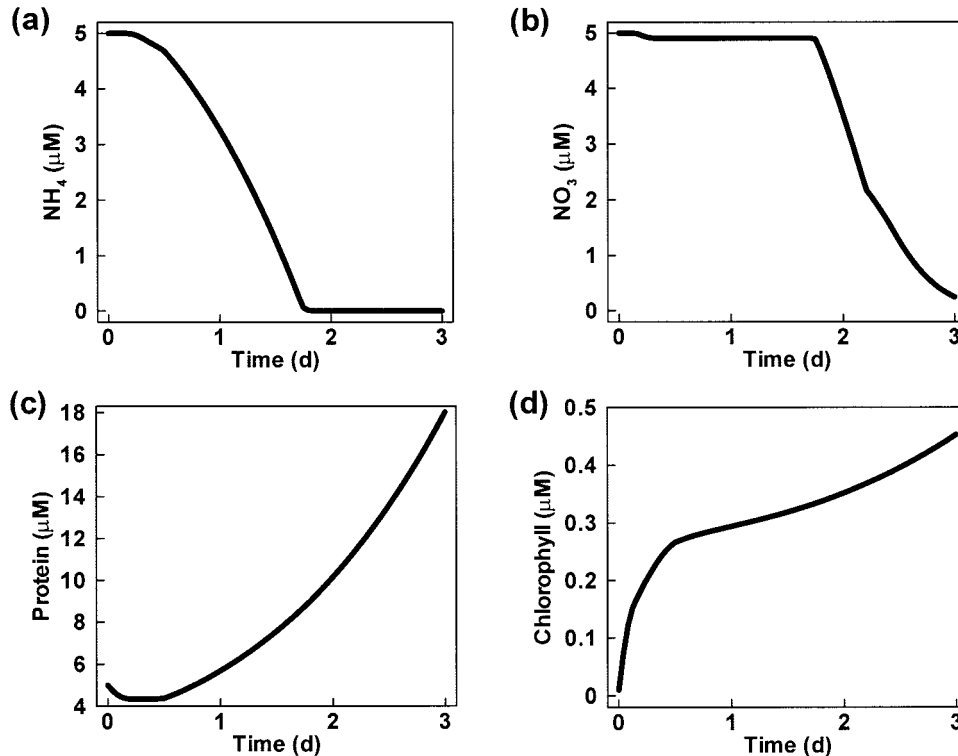 (a)
5
4
3
2
1
0
NH4 (μM)
0 1 2 3
Time (d)
(b)
5
4
3
2
1
0
NO3 (μM)
0 1 2 3
Time (d)
(c)
18
16
14
12
10
8
6
4
Protein (μM)
0 1 2 3
Time (d)
(d)
0.5
0.4
0.3
0.2
0.1
0
Chlorophyll (μM)
0 1 2 3
Time (d)